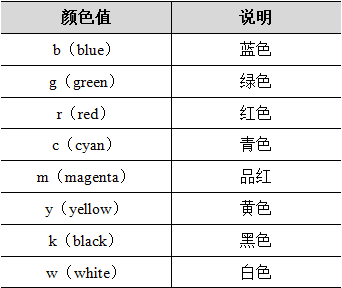 颜色值 说明
b（blue） 蓝色
g（green） 绿色
r（red） 红色
c（cyan） 青色
m（magenta） 品红
y（yellow） 黄色
k（black） 黑色
w（white） 白色